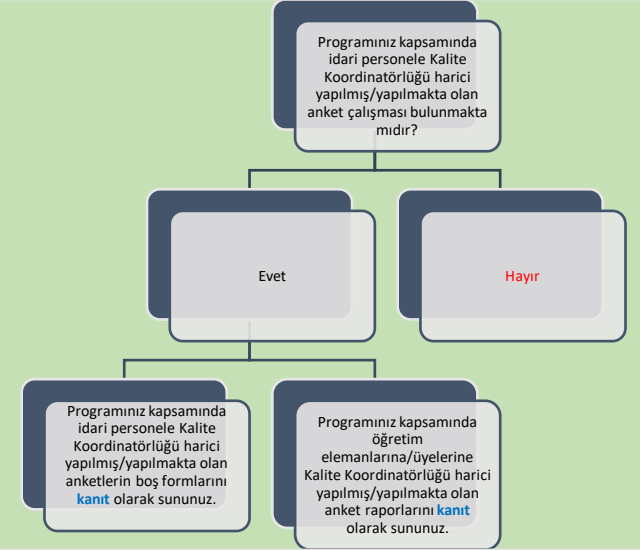 Programınız kapsamında
idari personele Kalite
Koordinatörlüğü harici
yapılmış/yapılmakta olan
anket çalışması bulunmakta
mıdır?
Evet
Hayır
Programınız kapsamında
idari personele Kalite
Koordinatörlüğü harici
yapılmış/yapılmakta olan
anketlerin boş formlarını
kanıt olarak sununuz.
Programınız kapsamında
öğretim
elemanlarına/üyelerine
Kalite Koordinatörlüğü harici
yapılmış/yapılmakta olan
anket raporlarını kanıt
olarak sununuz.